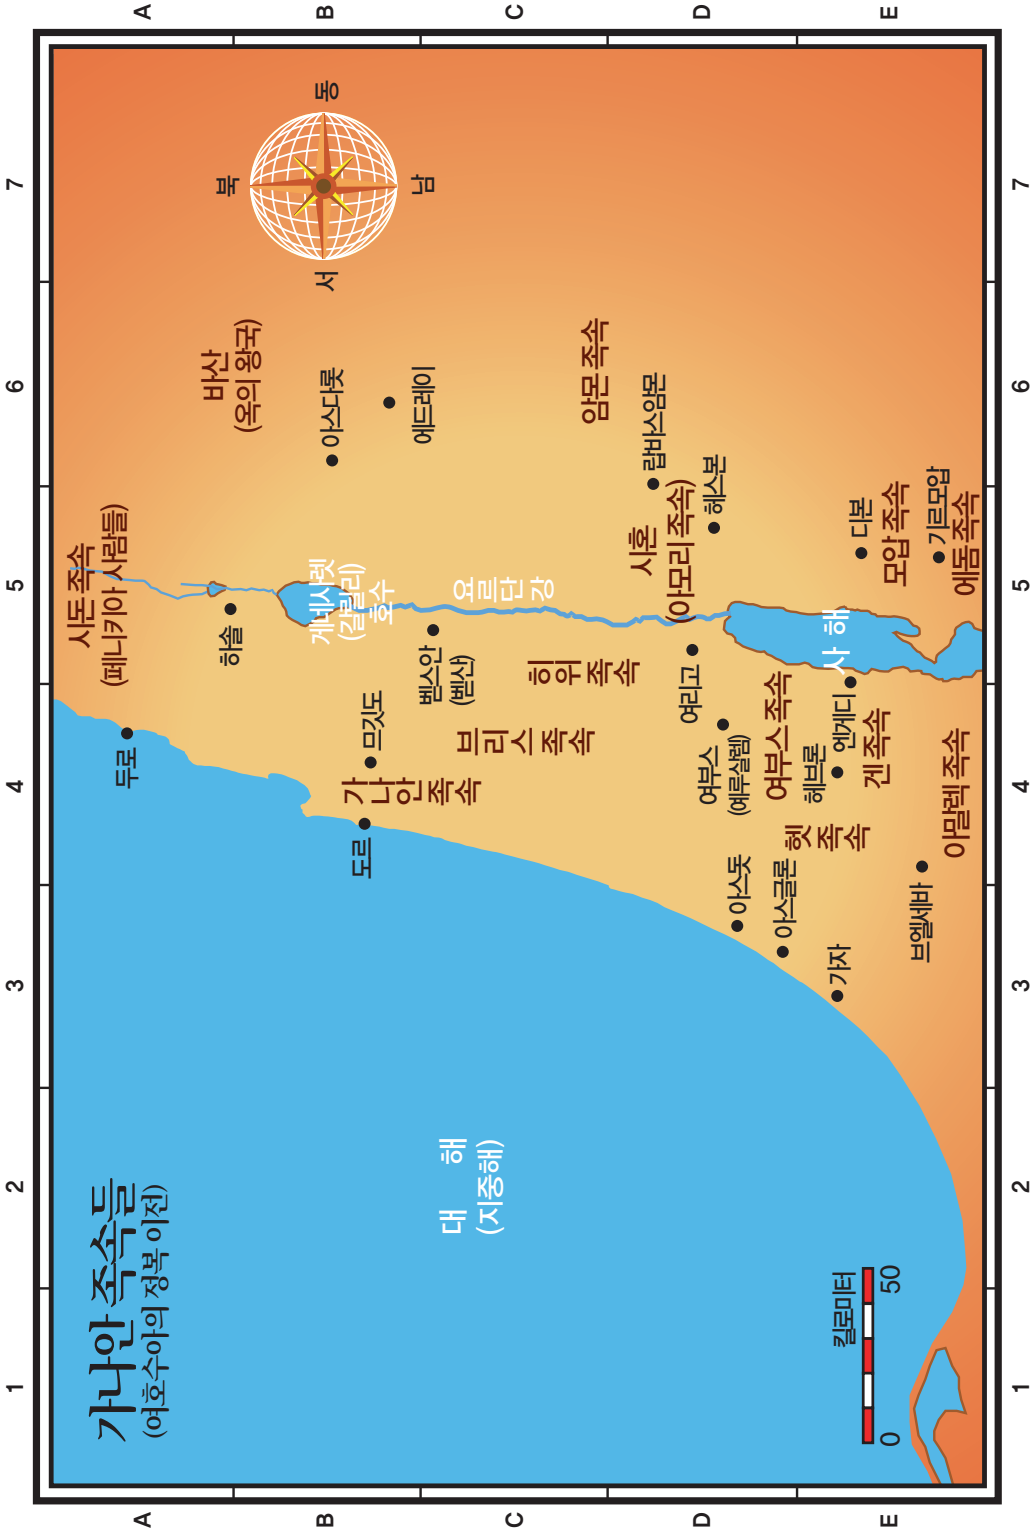 가나안 족속들
(여호수아의 정복 이전)
A
B
C
D
E
1
2
3
4
5
6
7
북
서
동
남
시돈 족속
(페니키아 사람들)
바산
(옥의 왕국)
두로
하솔
아스다롯
에드레이
게네사렛
(갈릴리)
호수
도르
므깃도
벧스안
(벧산)
가나안 족속
브리스 족속
히위 족속
요르단 강
대 해
(지중해)
암몬 족속
랍바스암몬
시혼
(아모리 족속)
헤스본
여리고
여부스
(예루살렘)
여부스 족속
아스돗
아스글론
가자
헷 족속
헤브론
엔게디
겐 족속
사 해
디본
모압 족속
기르모압
에돔 족속
브엘세바
아말렉 족속
킬로미터
0
50
1
2
3
4
5
6
7
A
B
C
D
E